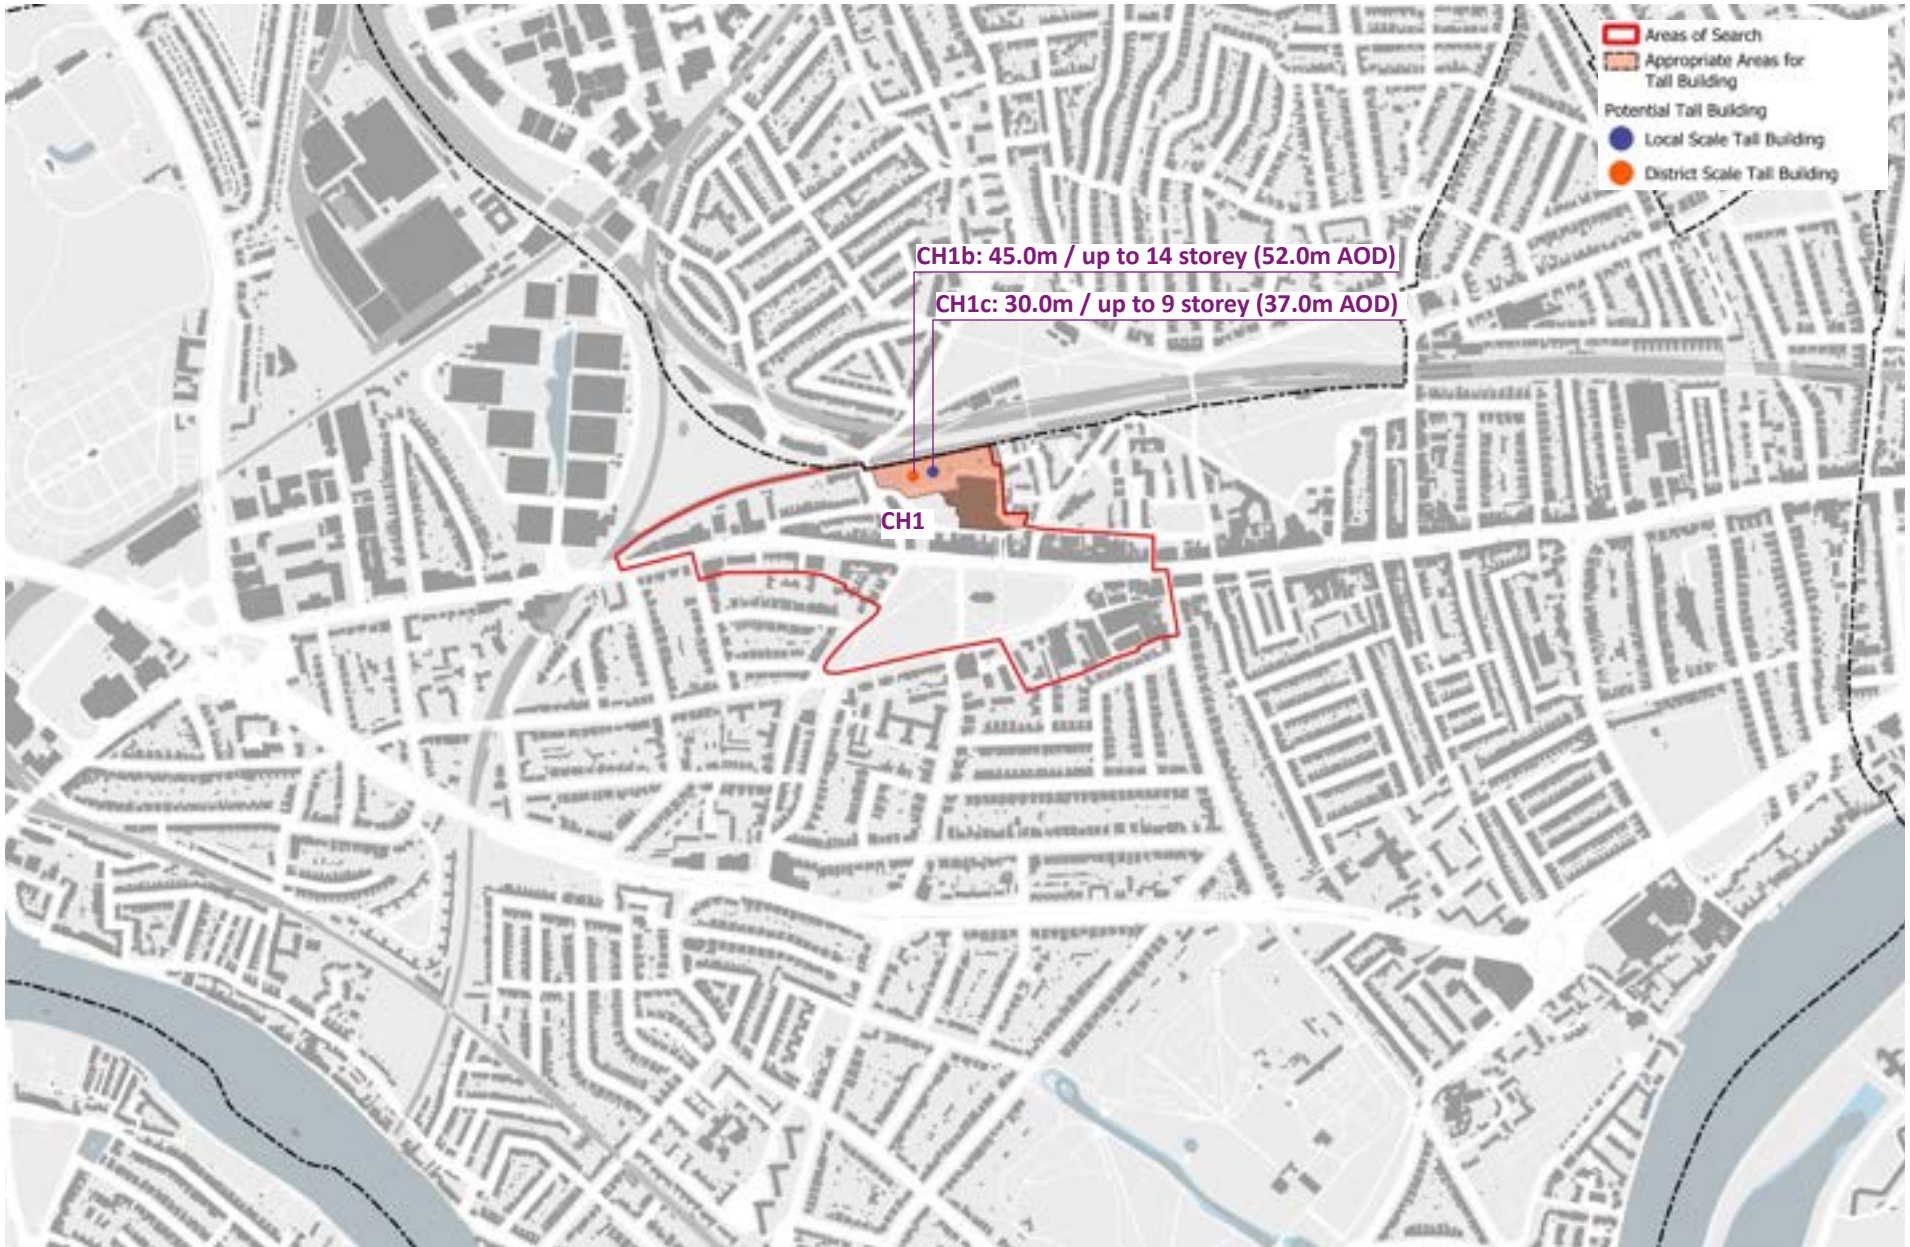 Areas of Search
Appropriate Areas for
Tall Building
Potential Tall Building
Local Scale Tall Building
District Scale Tall Building
CH1b: 45.0m / up to 14 storey (52.0m AOD)
CH1c: 30.0m / up to 9 storey (37.0m AOD)
CH1